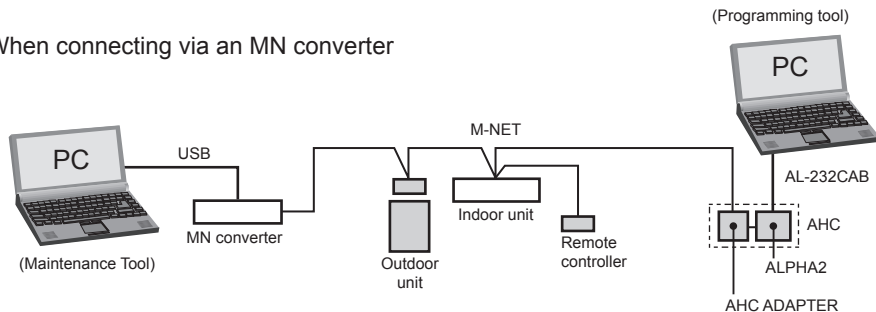 (Programming tool)
When connecting via an MN converter
PC
M-NET
PC
USB
AL-232CAB
Indoor unit
AHC
MN converter
Remote
controller
(Maintenance Tool)
Outdoor
unit
ALPHA2
AHC ADAPTER